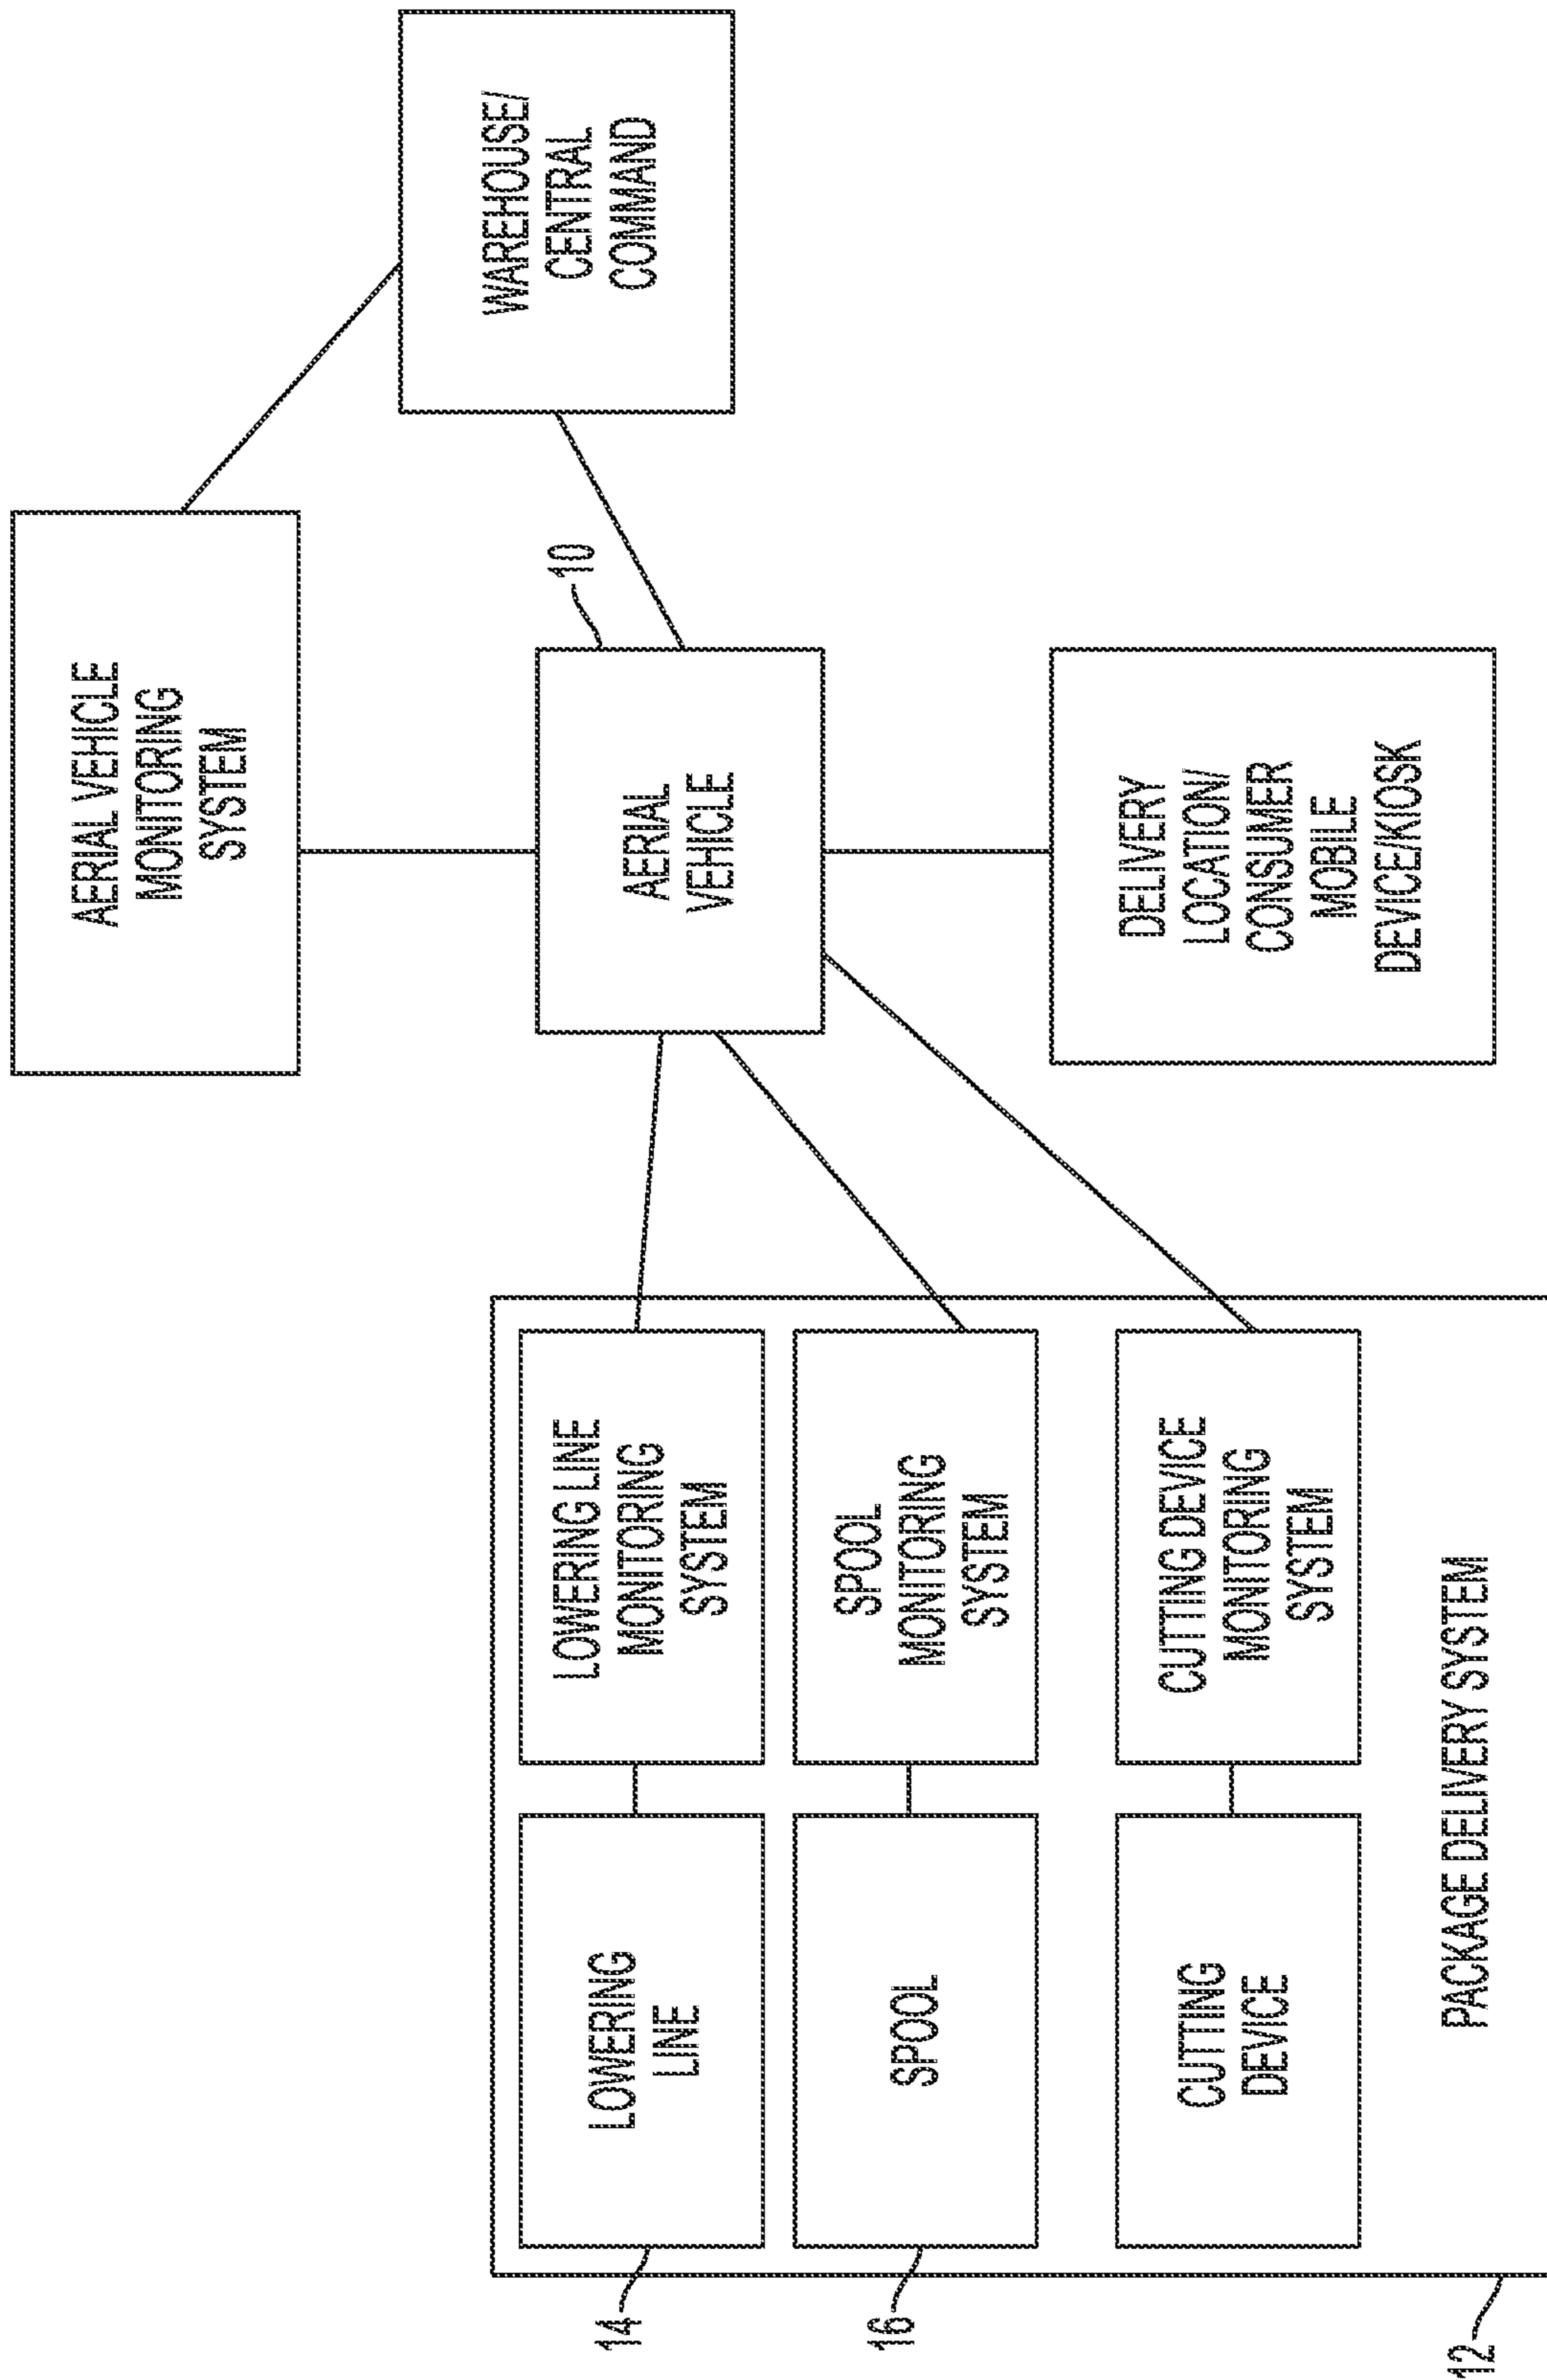 AERIAL VEHICLE
MONITORING
SYSTEM
WAREHOUSE/
CENTRAL
COMMAND
10
AERIAL
VEHICLE
DELIVERY
LOCATION/
CONSUMER
MOBILE
DEVICE/KIOSK
14
LOWERING
LINE
LOWERING LINE
MONITORING
SYSTEM
16
SPOOL
SPOOL
MONITORING
SYSTEM
CUTTING
DEVICE
CUTTING DEVICE
MONITORING
SYSTEM
12
PACKAGE DELIVERY SYSTEM